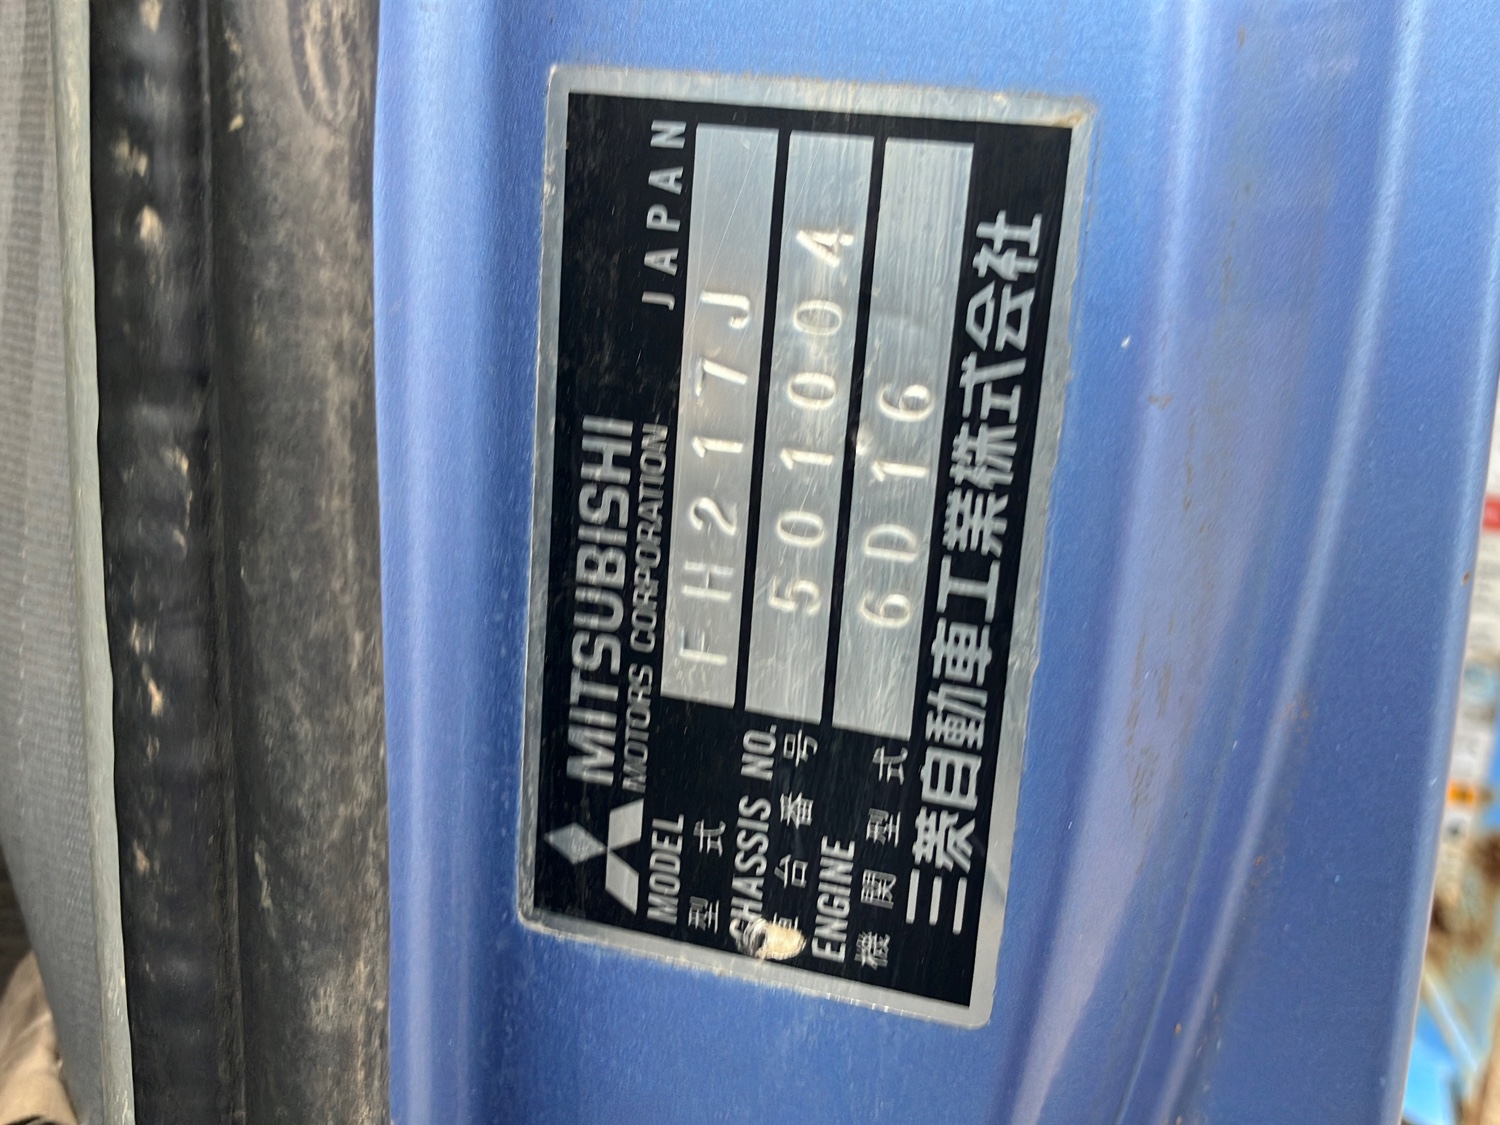 MITSUBISHI
MOTORS CORPORATION JAPAN
MODEL
型式 FH217J
CHASSIS NO.
車台番号 501004
ENGINE
機関型式 6D16
三菱自動車工業株式会社